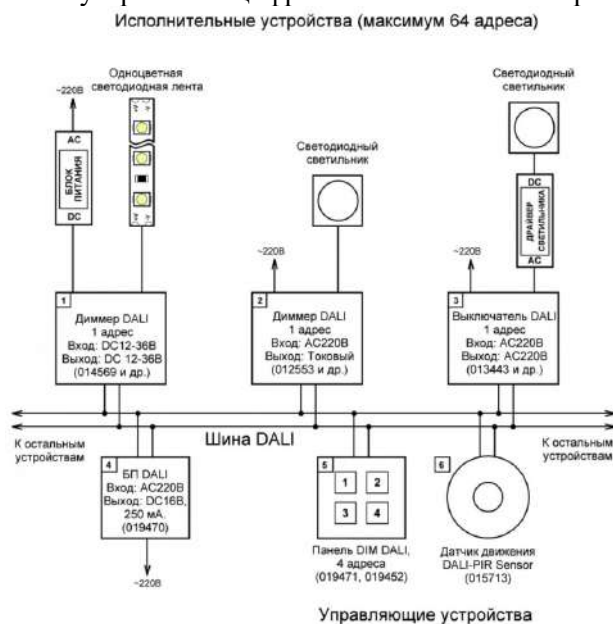 Исполнительные устройства (максимум 64 адреса)
Одноцветная
светодиодная лента
~220В
AC
БЛОК
ПИТАНИЯ
DC
Светодиодный
светильник
~220В
Светодиодный
светильник
DC
ДРАЙВЕР
СВЕТИЛЬНИКА
AC
~220В
1
Диммер DALI
1 адрес
Вход: DC12-36В
Выход: DC 12-36В
(014569 и др.)
2
Диммер DALI
1 адрес
Вход: AC220В
Выход: Токовый
(012553 и др.)
3
Выключатель DALI
1 адрес
Вход: AC220В
Выход: AC220В
(013443 и др.)
К остальным
устройствам
Шина DALI
К остальным
устройствам
4
БП DALI
Вход: AC220В
Выход: DC16В,
250 мА.
(019470)
~220В
5
1 2
3 4
Панель DIM DALI,
4 адреса
(019471, 019452)
6
Датчик движения
DALI-PIR Sensor
(015713)
Управляющие устройства